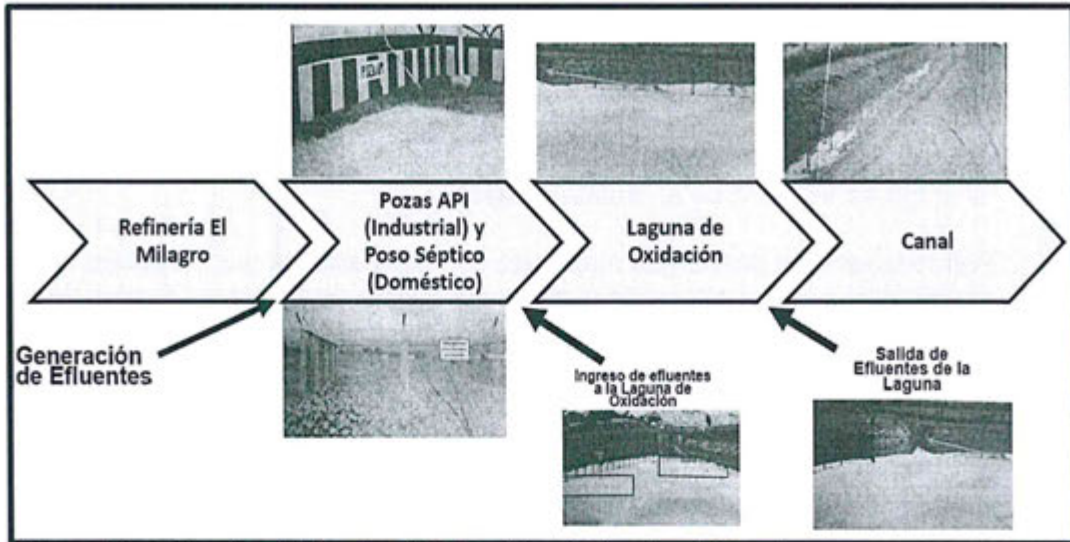 Refinería El
Milagro
Pozas API
(Industrial) y
Poso Séptico
(Doméstico)
Laguna de
Oxidación
Canal
Generación
de Efluentes
Ingreso de efluentes
a la Laguna de
Oxidación
Salida de
Efluentes de la
Laguna